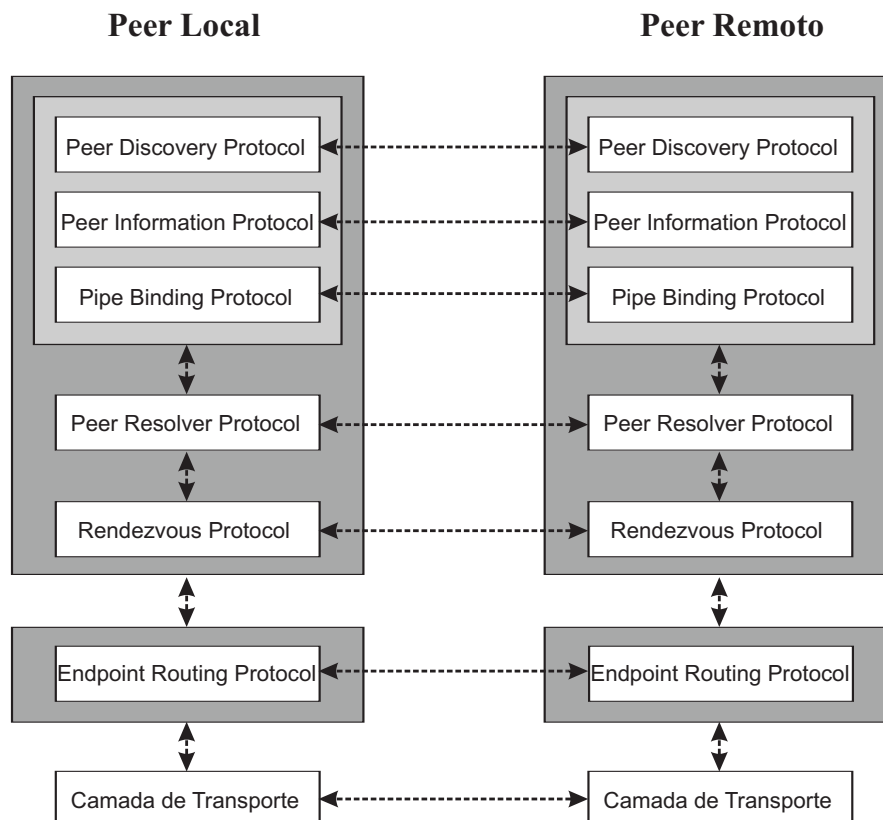 Peer Local
Peer Remoto
Peer Discovery Protocol
Peer Discovery Protocol
Peer Information Protocol
Peer Information Protocol
Pipe Binding Protocol
Pipe Binding Protocol
Peer Resolver Protocol
Peer Resolver Protocol
Rendezvous Protocol
Rendezvous Protocol
Endpoint Routing Protocol
Endpoint Routing Protocol
Camada de Transporte
Camada de Transporte